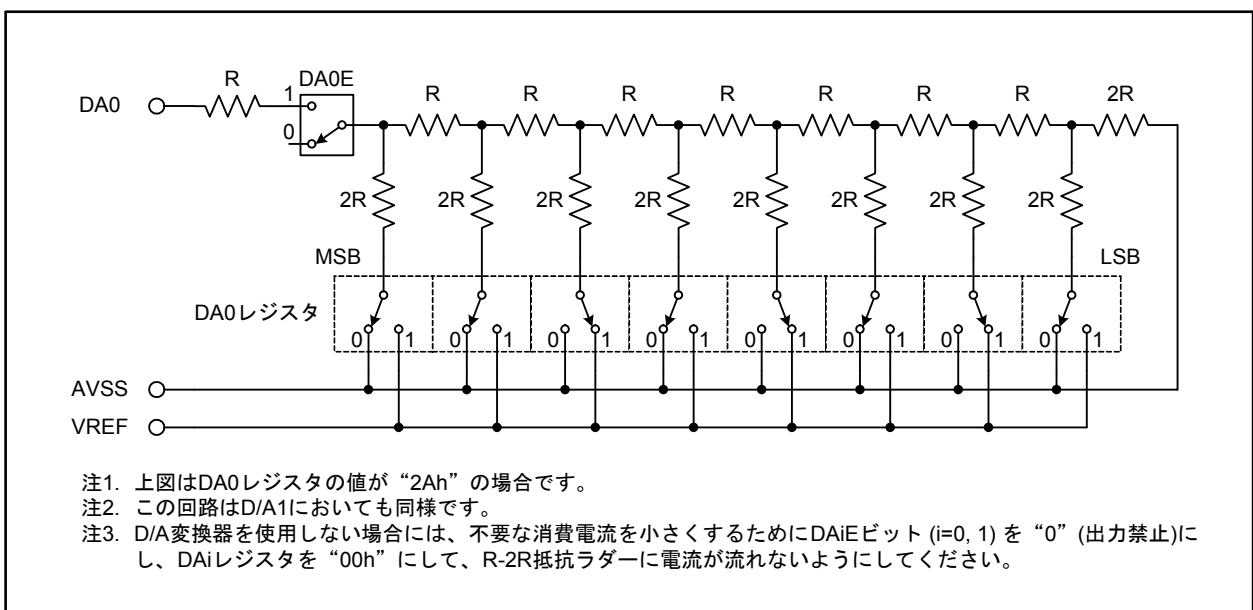 R DA0E R R R R R R R 2R
DA0 1
0
2R 2R 2R 2R 2R 2R 2R 2R
MSB LSB
DA0レジスタ
0 1 0 1 0 1 0 1 0 1 0 1 0 1 0 1
AVSS
VREF
注1. 上図はDA0レジスタの値が“2Ah”の場合です。
注2. この回路はD/A1においても同様です。
注3. D/A変換器を使用しない場合には、不要な消費電流を小さくするためにDAiEビット (i=0, 1) を“0” (出力禁止)に
し、DAiレジスタを“00h”にして、R-2R抵抗ラダーに電流が流れないようにしてください。